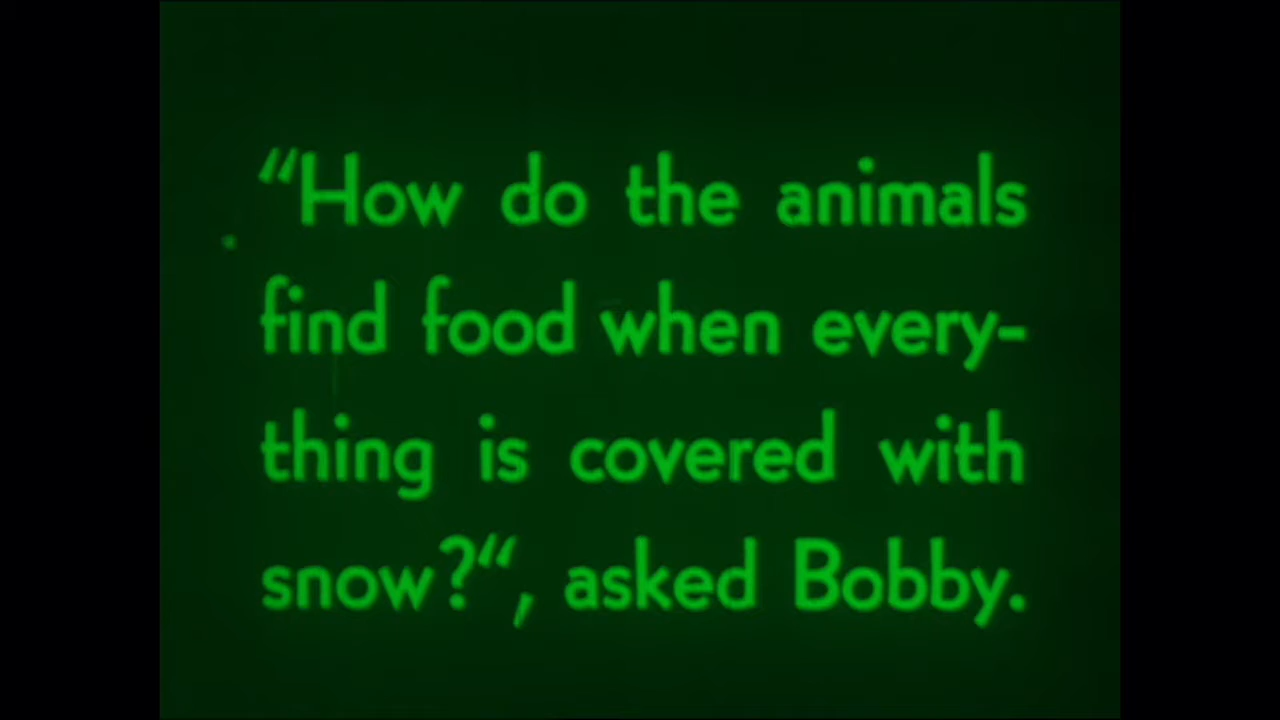 “How do the animals
find food when every-
thing is covered with
snow?“, asked Bobby.